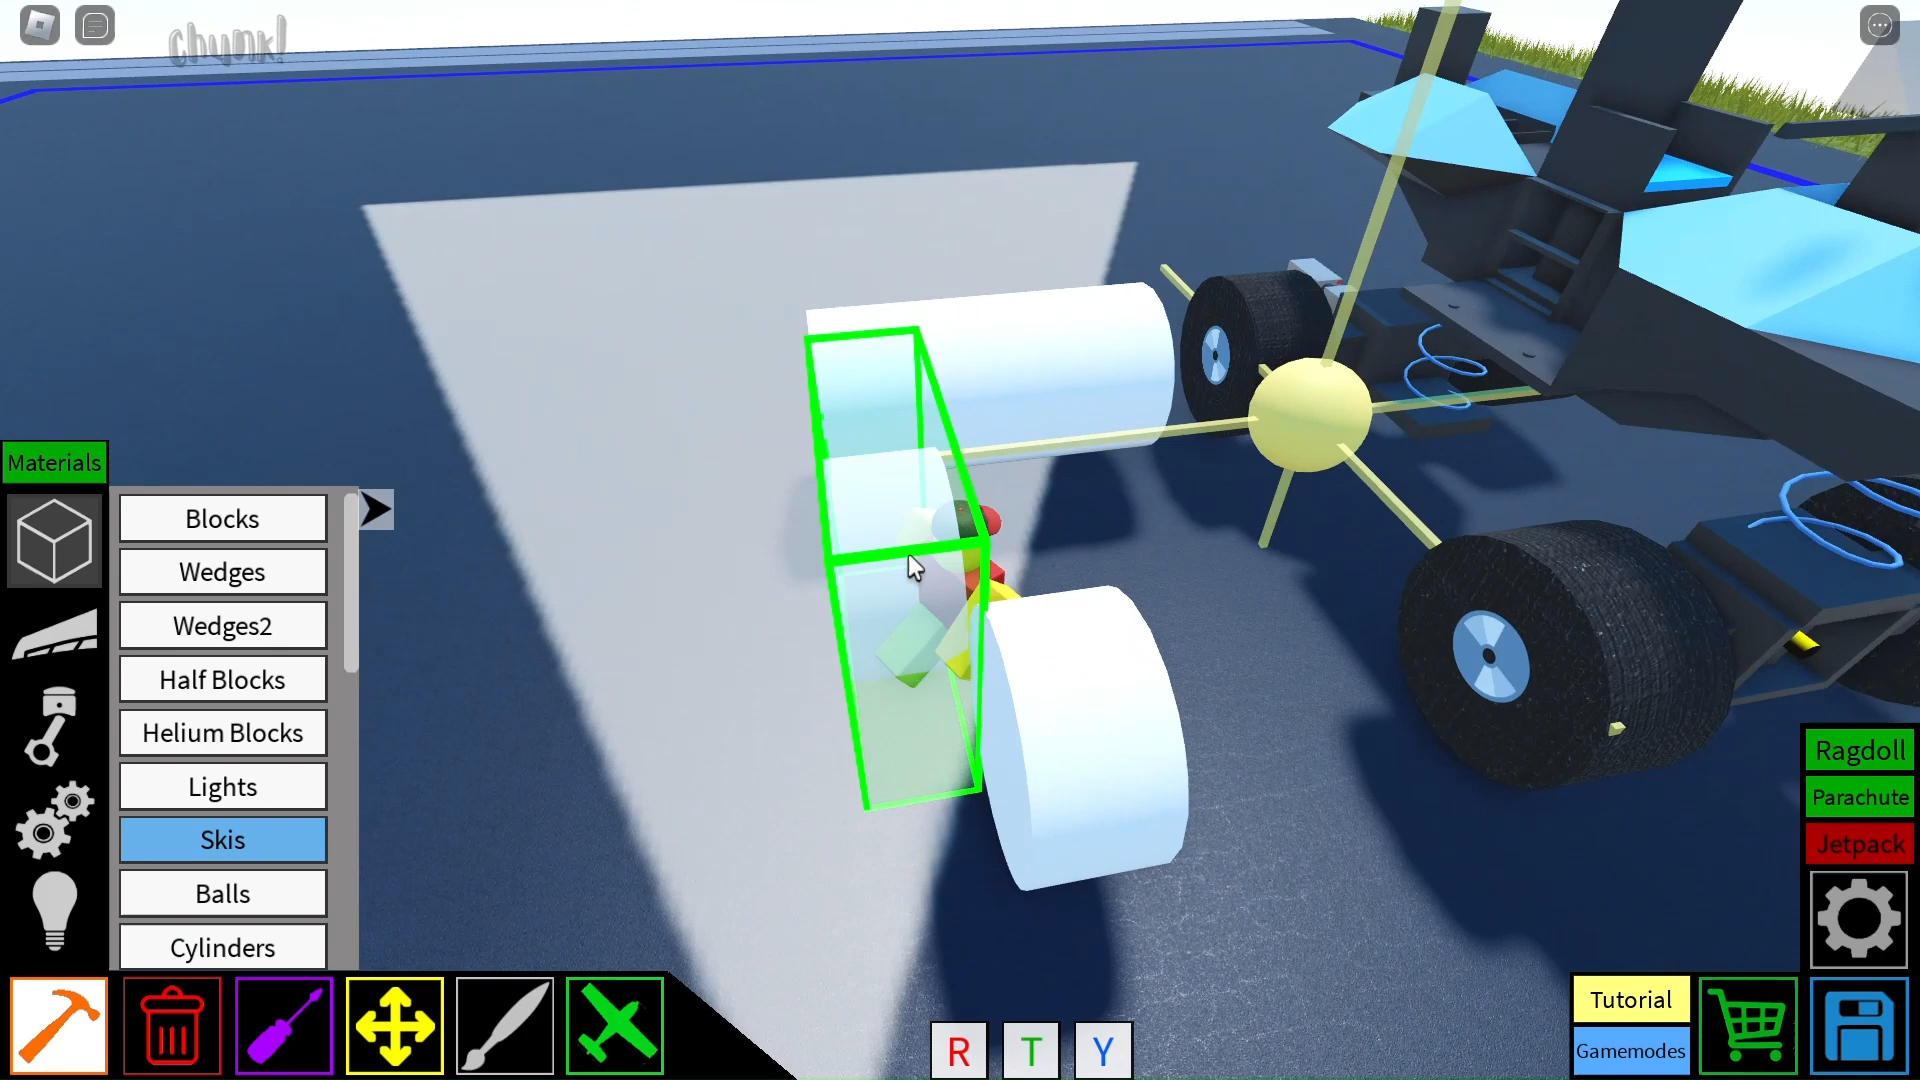 chunk!
Materials
Blocks
Wedges
Wedges2
Half Blocks
Helium Blocks
Lights
Skis
Balls
Cylinders
Ragdoll
Parachute
Jetpack
Tutorial
Gamemodes
R T Y